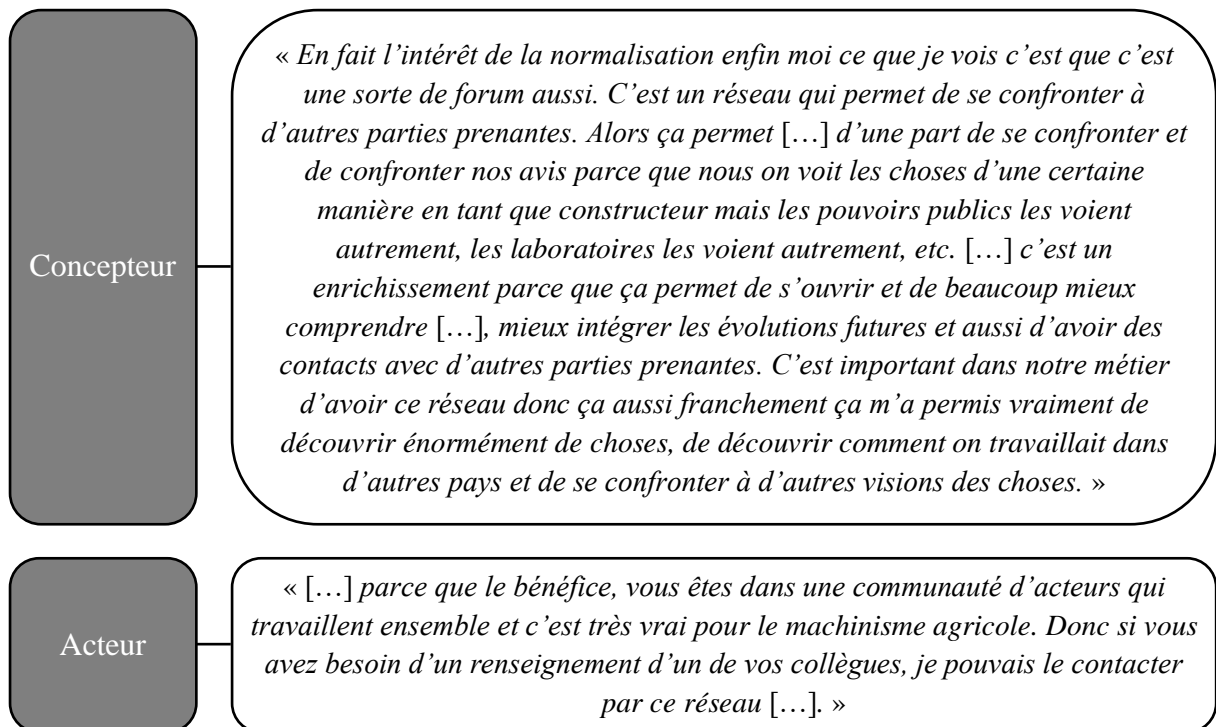 Concepteur
« En fait l’intérêt de la normalisation enfin moi ce que je vois c’est que c’est
une sorte de forum aussi. C’est un réseau qui permet de se confronter à
d’autres parties prenantes. Alors ça permet […] d’une part de se confronter et
de confronter nos avis parce que nous on voit les choses d’une certaine
manière en tant que constructeur mais les pouvoirs publics les voient
autrement, les laboratoires les voient autrement, etc. […] c’est un
enrichissement parce que ça permet de s’ouvrir et de beaucoup mieux
comprendre […], mieux intégrer les évolutions futures et aussi d’avoir des
contacts avec d’autres parties prenantes. C’est important dans notre métier
d’avoir ce réseau donc ça aussi franchement ça m’a permis vraiment de
découvrir énormément de choses, de découvrir comment on travaillait dans
d’autres pays et de se confronter à d’autres visions des choses. »
Acteur
« […] parce que le bénéfice, vous êtes dans une communauté d’acteurs qui
travaillent ensemble et c’est très vrai pour le machinisme agricole. Donc si vous
avez besoin d’un renseignement d’un de vos collègues, je pouvais le contacter
par ce réseau […]. »